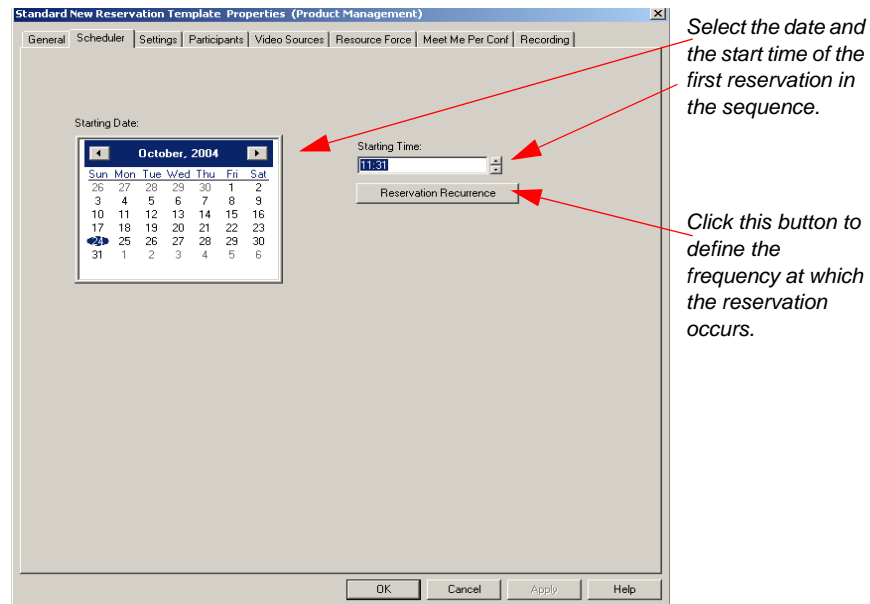 Standard New Reservation Template Properties (Product Management)
General Scheduler Settings Participants Video Sources Resource Force Meet Me Per Conf Recording
Select the date and
the start time of the
first reservation in
the sequence.
Starting Date:
October, 2004
Sun Mon Tue Wed Thu Fri Sat
26 27 28 29 30 1 2
3 4 5 6 7 8 9
10 11 12 13 14 15 16
17 18 19 20 21 22 23
24 25 26 27 28 29 30
31 1 2 3 4 5 6
Starting Time:
11:31
Reservation Recurrence
Click this button to
define the
frequency at which
the reservation
occurs.
OK Cancel Apply Help